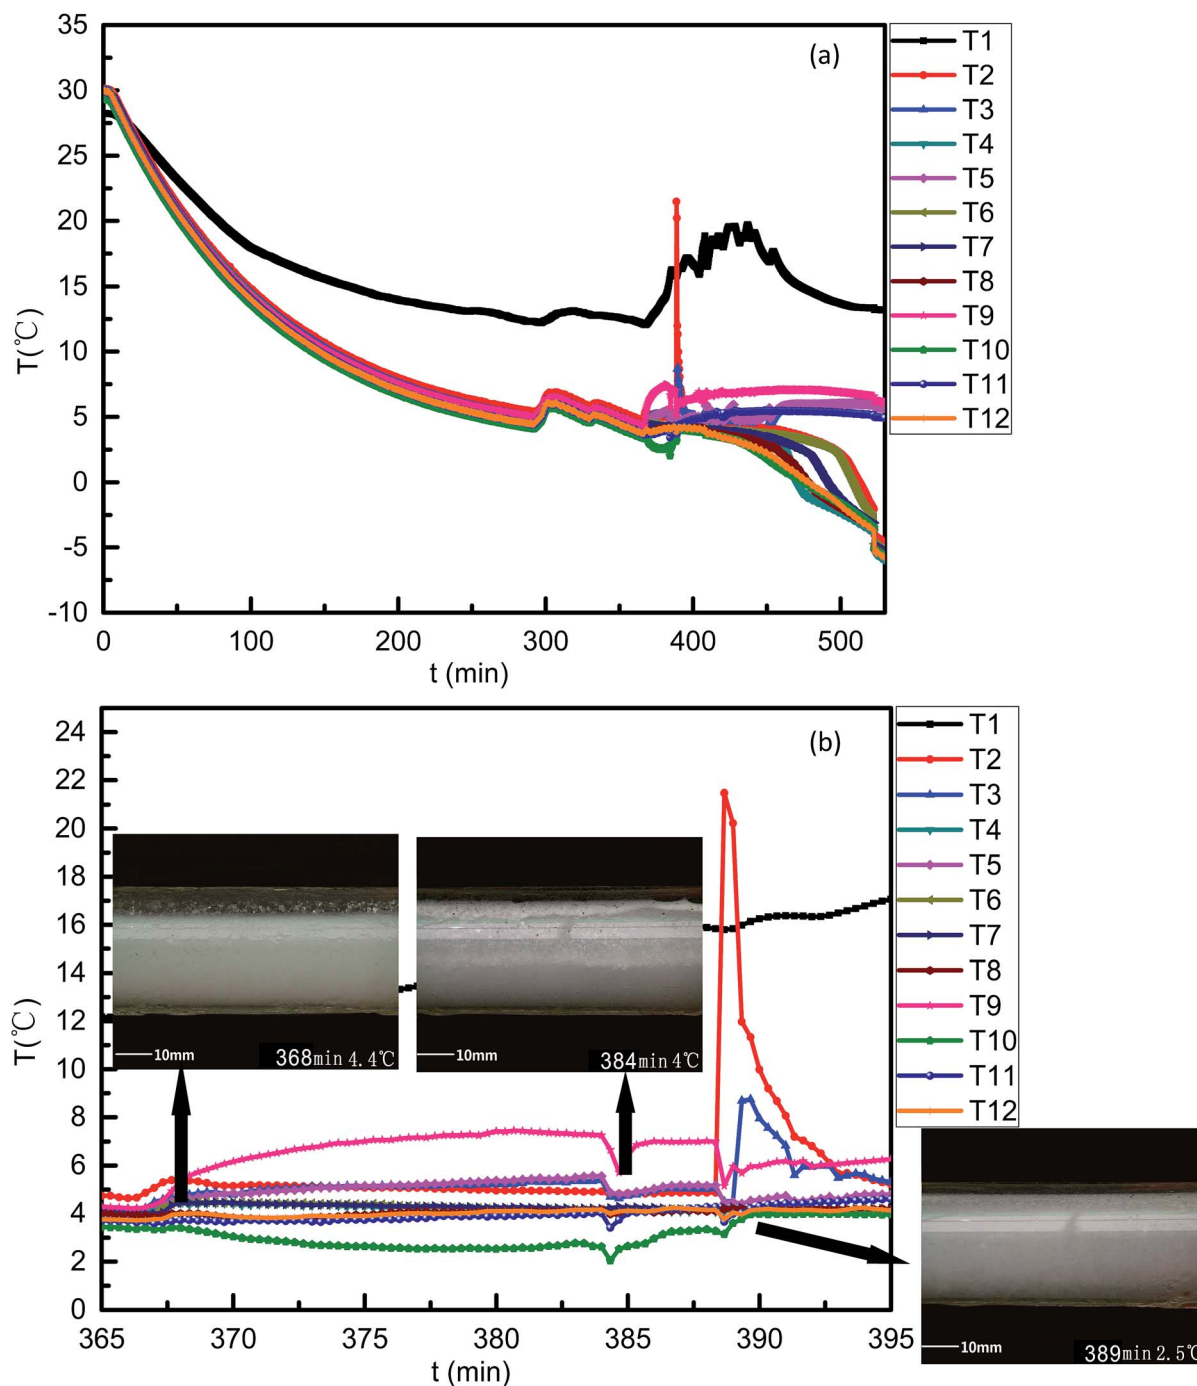 35
30
25
20
15
10
5
0
-5
-10
T(℃)
0
100
200
300
400
500
t (min)
(a)
T1
T2
T3
T4
T5
T6
T7
T8
T9
T10
T11
T12
24
22
20
18
16
14
12
10
8
6
4
2
0
T(℃)
(b)
10mm
368min 4.4℃
10mm
384min 4℃
10mm
389min 2.5℃
365
370
375
380
385
390
395
t (min)
T1
T2
T3
T4
T5
T6
T7
T8
T9
T10
T11
T12